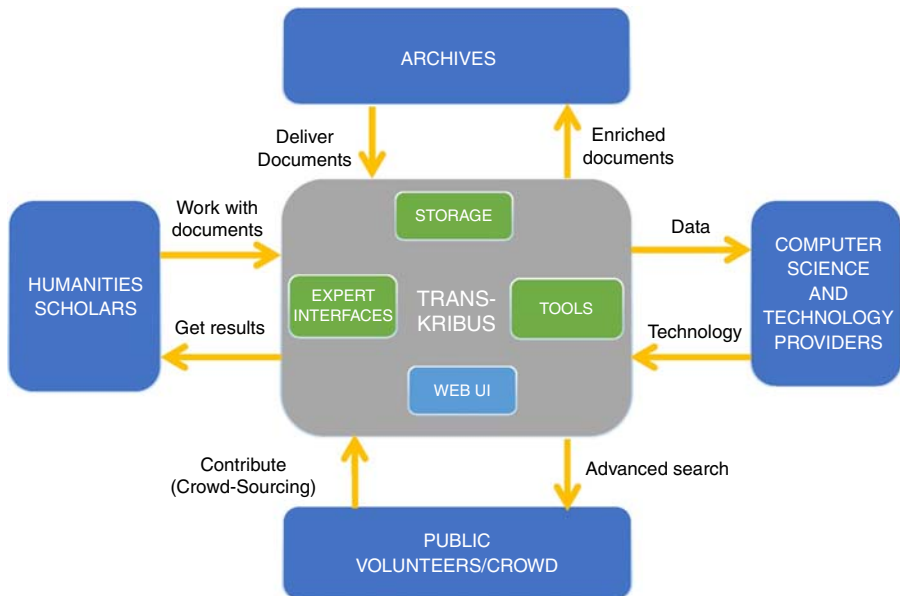 ARCHIVES
Deliver
Documents
Enriched
documents
Work with
documents
STORAGE
Data
HUMANITIES
SCHOLARS
EXPERT
INTERFACES
TRANS-
KRIBUS
TOOLS
COMPUTER
SCIENCE
AND
TECHNOLOGY
PROVIDERS
Get results
Technology
WEB UI
Contribute
(Crowd-Sourcing)
Advanced search
PUBLIC
VOLUNTEERS/CROWD